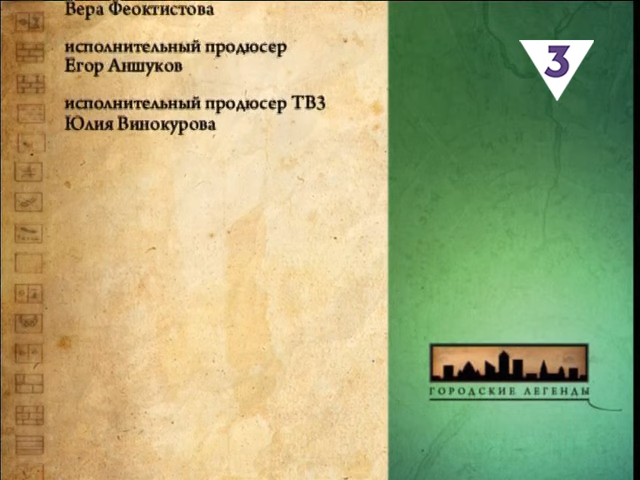 Вера Феоктистова
исполнительный продюсер
Егор Аншуков
исполнительный продюсер ТВ3
Юлия Винокурова
3
ГОРОДСКИЕ ЛЕГЕНДЫ